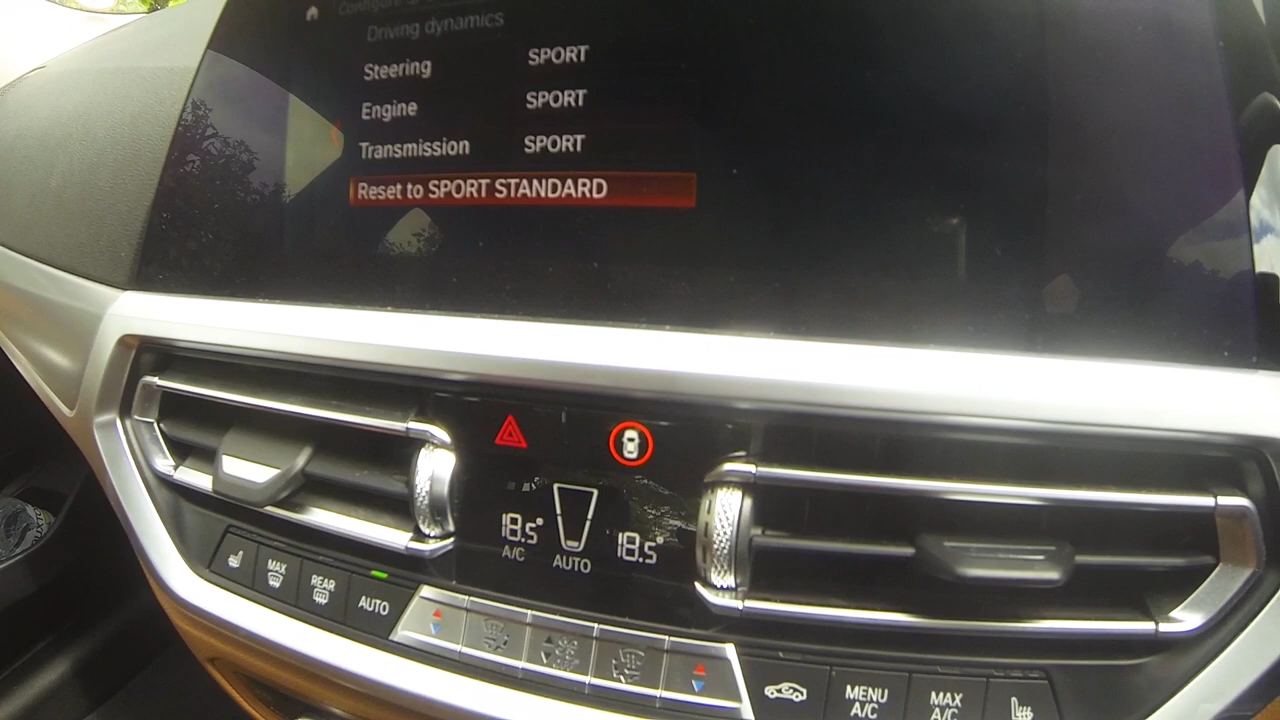 Driving dynamics
Steering SPORT
Engine SPORT
Transmission SPORT
Reset to SPORT STANDARD
18.5° 18.5°
A/C AUTO
MAX REAR AUTO
MENU A/C MAX A/C